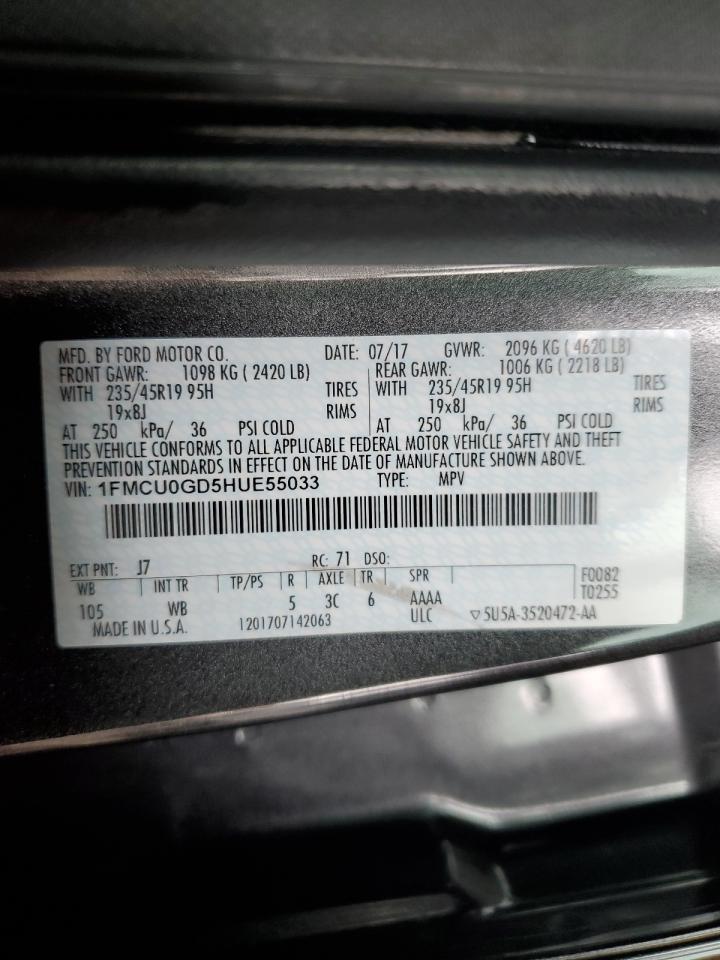 MFD. BY FORD MOTOR CO. DATE: 07/17 GVWR: 2096 KG ( 4620 LB)
FRONT GAWR: 1098 KG ( 2420 LB) REAR GAWR: 1006 KG ( 2218 LB)
WITH 235/45R19 95H TIRES WITH 235/45R19 95H TIRES
19x8J RIMS 19x8J RIMS
AT 250 kPa/ 36 PSI COLD AT 250 kPa/ 36 PSI COLD
THIS VEHICLE CONFORMS TO ALL APPLICABLE FEDERAL MOTOR VEHICLE SAFETY AND THEFT
PREVENTION STANDARDS IN EFFECT ON THE DATE OF MANUFACTURE SHOWN ABOVE.
VIN: 1FMCU0GD5HUE55033 TYPE: MPV
EXT PNT: J7 RC: 71 DSO:
WB INT TR TP/PS R AXLE TR SPR F0082
105 WB 5 3C 6 AAAA T0255
MADE IN U.S.A. 1201707142063 ULC ▽5U5A-3520472-AA